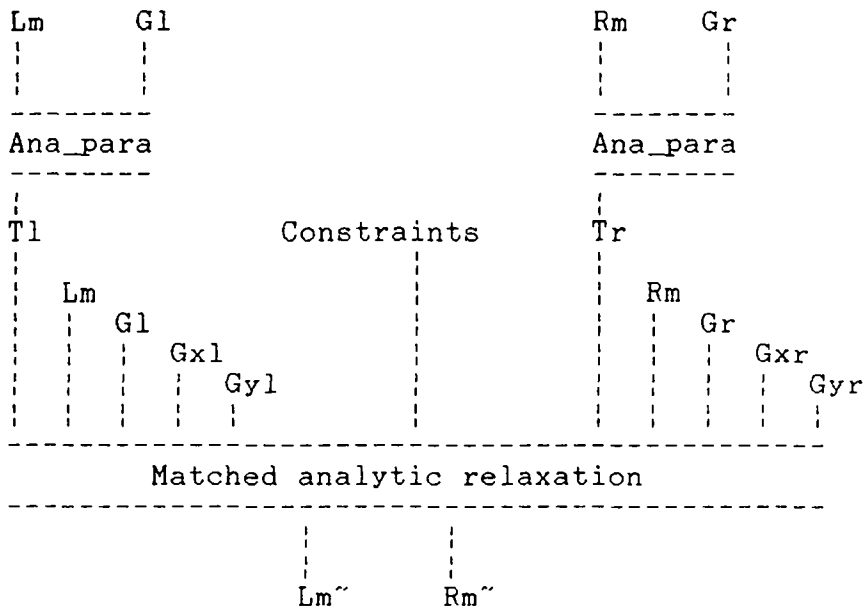 Lm Gl Rm Gr
Ana_para Ana_para
Tl Constraints Tr
Lm Rm
Gl Gr
Gxl Gxr
Gyl Gyr
Matched analytic relaxation
Lm~ Rm~